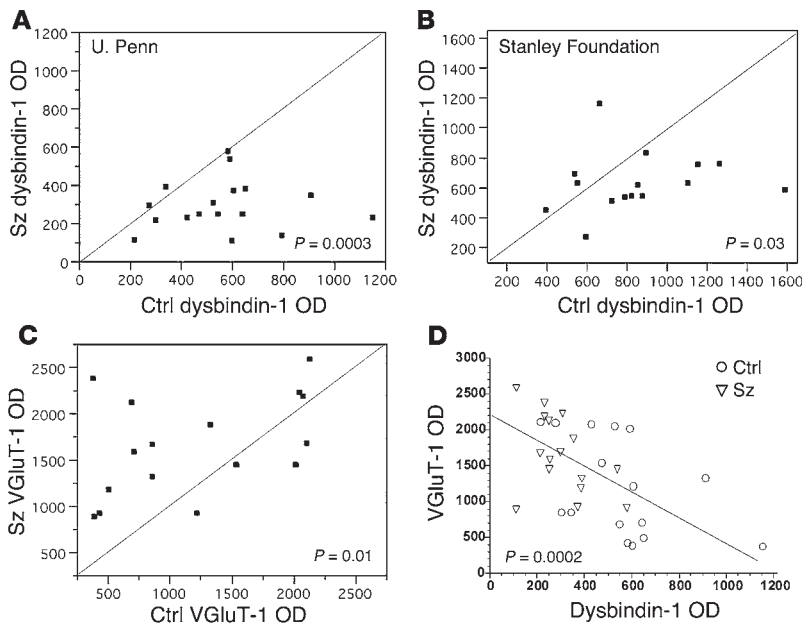 A
U. Penn
Sz dysbindin-1 OD
1200
1000
800
600
400
200
0
P = 0.0003
0 200 400 600 800 1000 1200
Ctrl dysbindin-1 OD
B
Stanley Foundation
Sz dysbindin-1 OD
1600
1400
1200
1000
800
600
400
200
P = 0.03
200 400 600 800 1000 1200 1400 1600
Ctrl dysbindin-1 OD
C
Sz VGluT-1 OD
2500
2000
1500
1000
500
P = 0.01
500 1000 1500 2000 2500
Ctrl VGluT-1 OD
D
Ctrl
Sz
VGluT-1 OD
3000
2500
2000
1500
1000
500
0
P = 0.0002
0 200 400 600 800 1000 1200
Dysbindin-1 OD